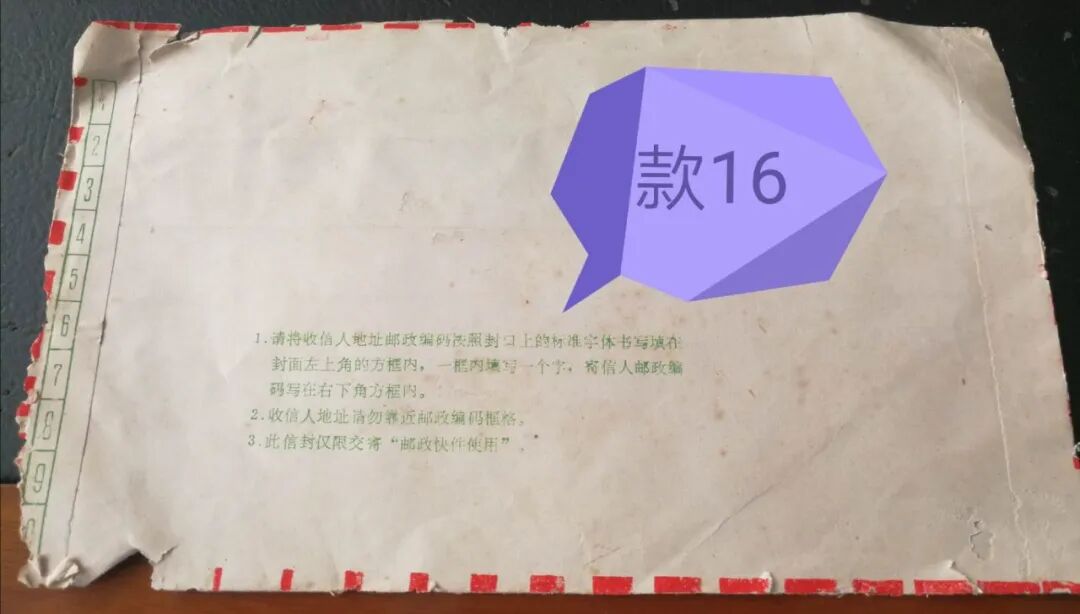 款16
1
2
3
4
5
6
7
8
9
1.请将收信人地址邮政编码按照封口上的标准字体书写填在
封面左上角的方框内，一框内填写一个字，寄信人邮政编
码写在右下角方框内。
2.收信人地址请勿靠近邮政编码框格。
3.此信封仅限交寄“邮政快件使用”